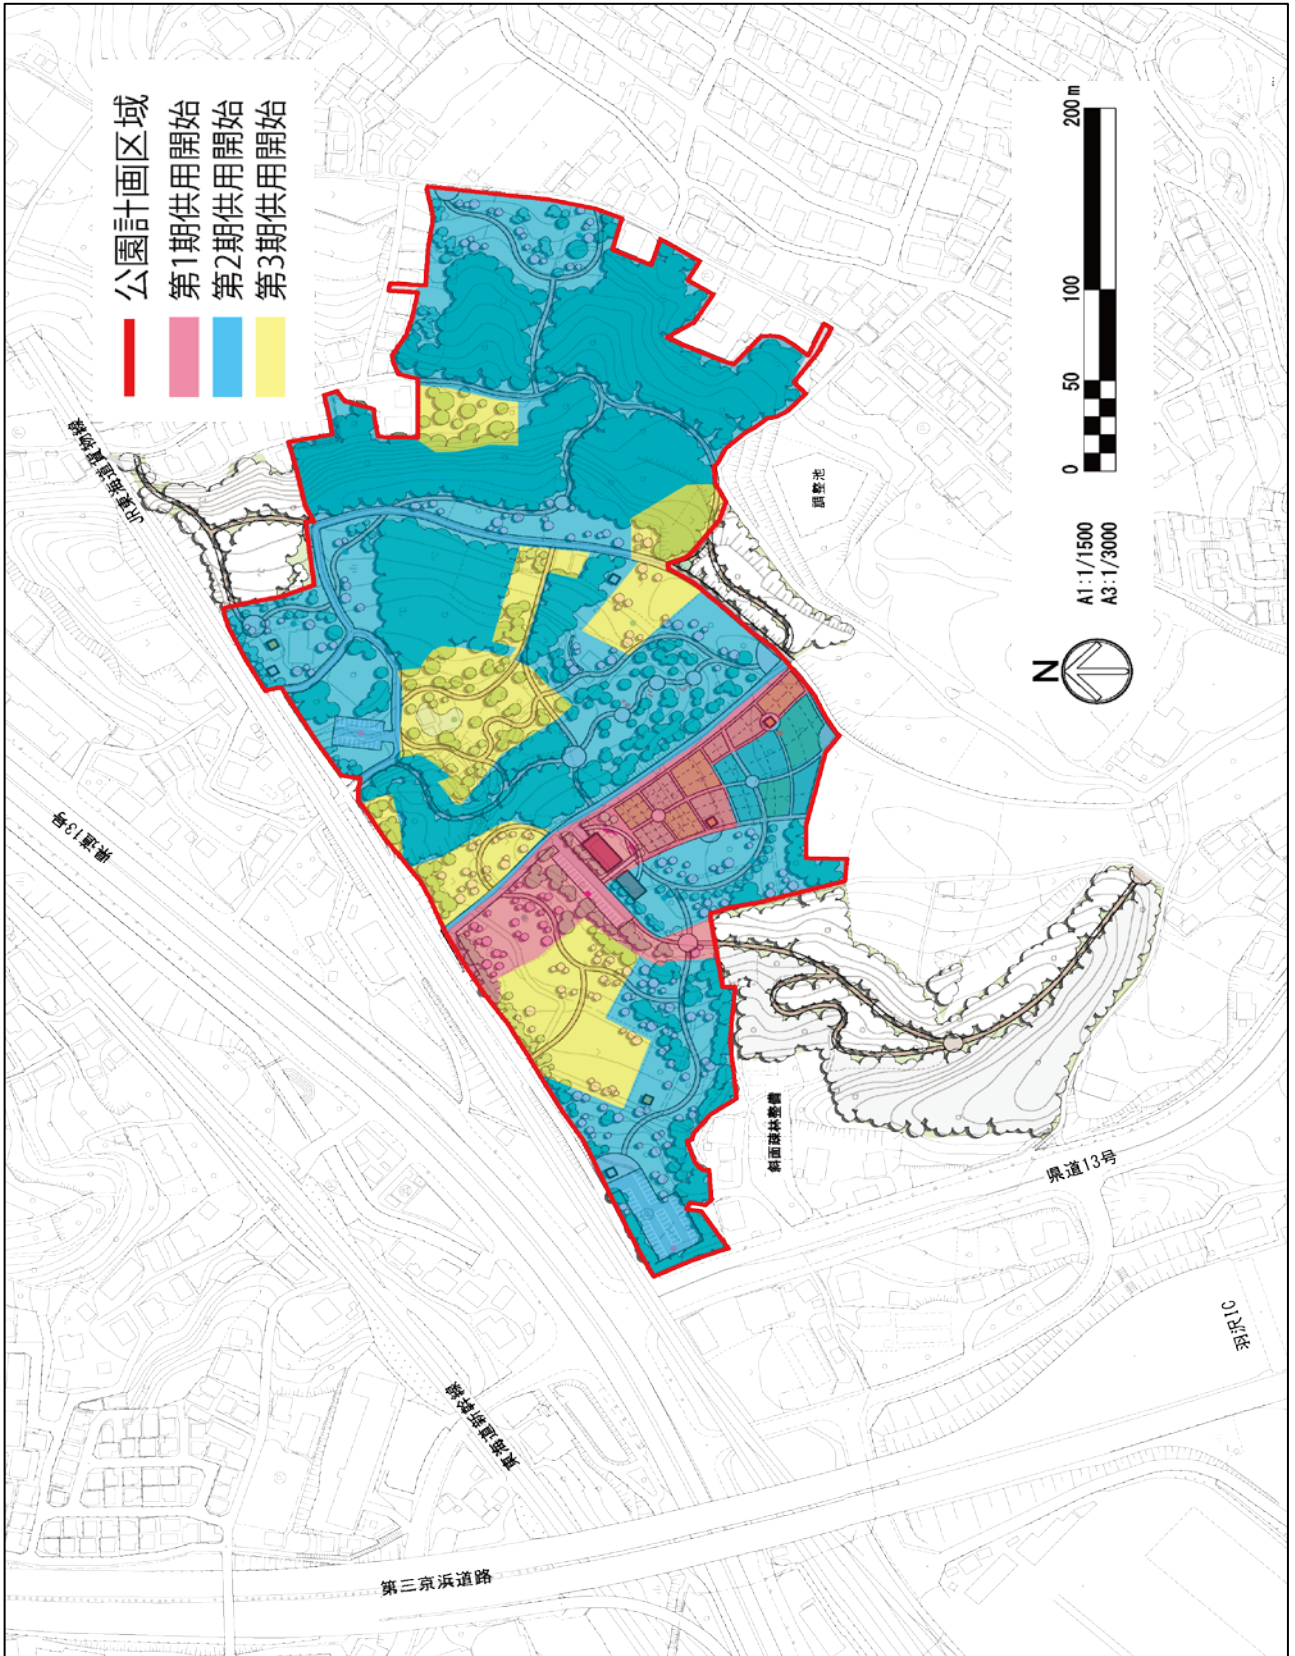 公園計画区域
第1期供用開始
第2期供用開始
第3期供用開始
JR東海道貨物線
県道13号
調整池
0 50 100 200m
A1:1/1500
A3:1/3000
N
斜面疎林整備
県道13号
東海道新幹線
羽沢IC
第三京浜道路